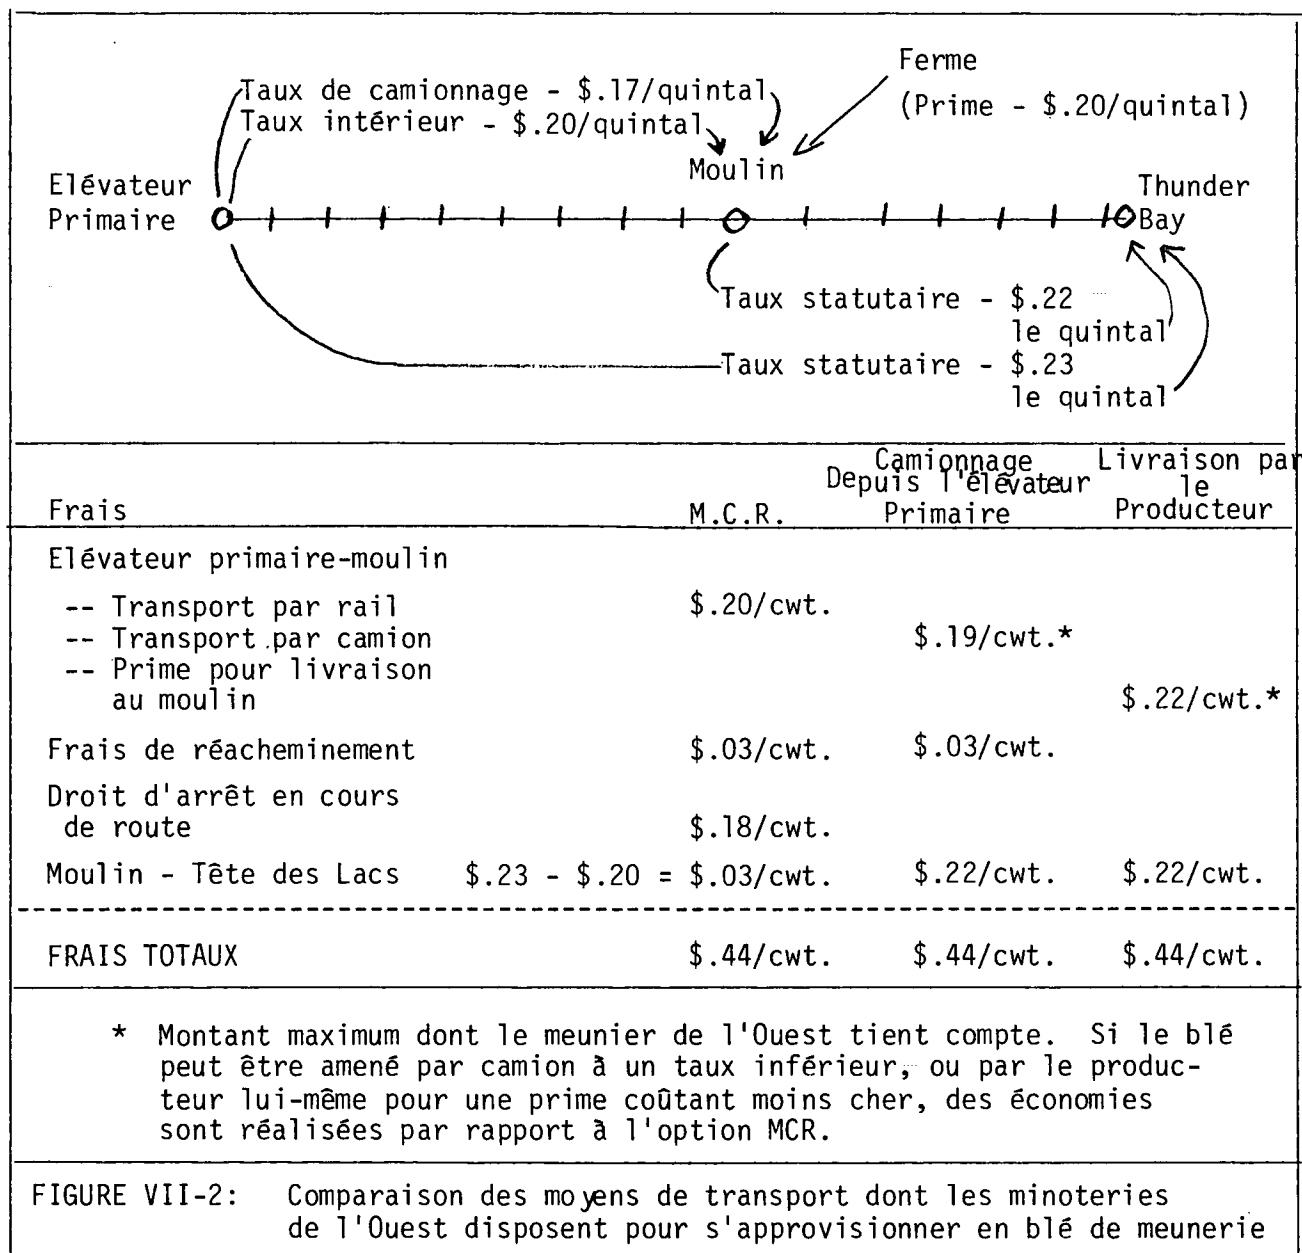 Ferme
Taux de camionnage - $.17/quintal
(Prime - $.20/quintal)
Taux intérieur - $.20/quintal
Moulin
Elévateur
Primaire
Thunder
Bay
Taux statutaire - $.22
le quintal
Taux statutaire - $.23
le quintal
Frais
M.C.R.
Camionnage
Depuis l'élévateur
Primaire
Livraison par
le
Producteur
Elévateur primaire-moulin
-- Transport par rail $.20/cwt.
-- Transport par camion $.19/cwt.*
-- Prime pour livraison
au moulin $.22/cwt.*
Frais de réacheminement $.03/cwt. $.03/cwt.
Droit d'arrêt en cours
de route $.18/cwt.
Moulin - Tête des Lacs $.23 - $.20 = $.03/cwt. $.22/cwt. $.22/cwt.
FRAIS TOTAUX $.44/cwt. $.44/cwt. $.44/cwt.
* Montant maximum dont le meunier de l'Ouest tient compte. Si le blé
peut être amené par camion à un taux inférieur, ou par le produc-
teur lui-même pour une prime coûtant moins cher, des économies
sont réalisées par rapport à l'option MCR.
FIGURE VII-2: Comparaison des moyens de transport dont les minoteries
de l'Ouest disposent pour s'approvisionner en blé de meunerie